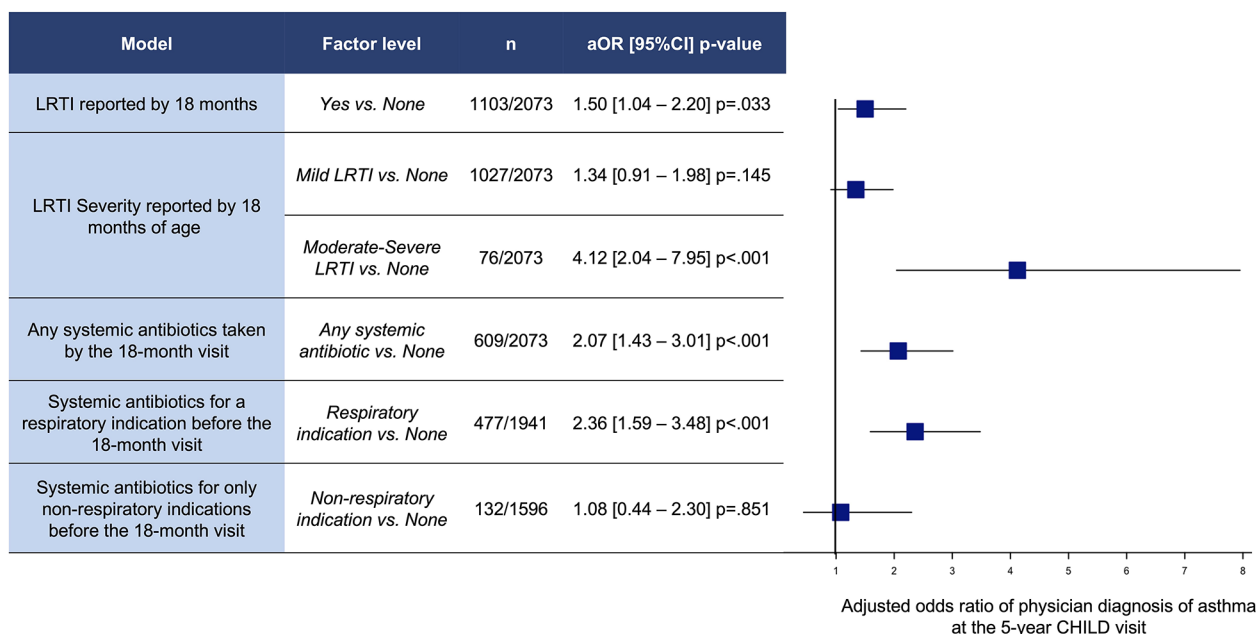 Model Factor level n aOR [95%CI] p-value
LRTI reported by 18 months Yes vs. None 1103/2073 1.50 [1.04 – 2.20] p=.033
LRTI Severity reported by 18
months of age
Mild LRTI vs. None 1027/2073 1.34 [0.91 – 1.98] p=.145
Moderate-Severe
LRTI vs. None
76/2073 4.12 [2.04 – 7.95] p<.001
Any systemic antibiotics taken
by the 18-month visit
Any systemic
antibiotic vs. None
609/2073 2.07 [1.43 – 3.01] p<.001
Systemic antibiotics for a
respiratory indication before the
18-month visit
Respiratory
indication vs. None
477/1941 2.36 [1.59 – 3.48] p<.001
Systemic antibiotics for only
non-respiratory indications
before the 18-month visit
Non-respiratory
indication vs. None
132/1596 1.08 [0.44 – 2.30] p=.851
1 2 3 4 5 6 7 8
Adjusted odds ratio of physician diagnosis of asthma
at the 5-year CHILD visit